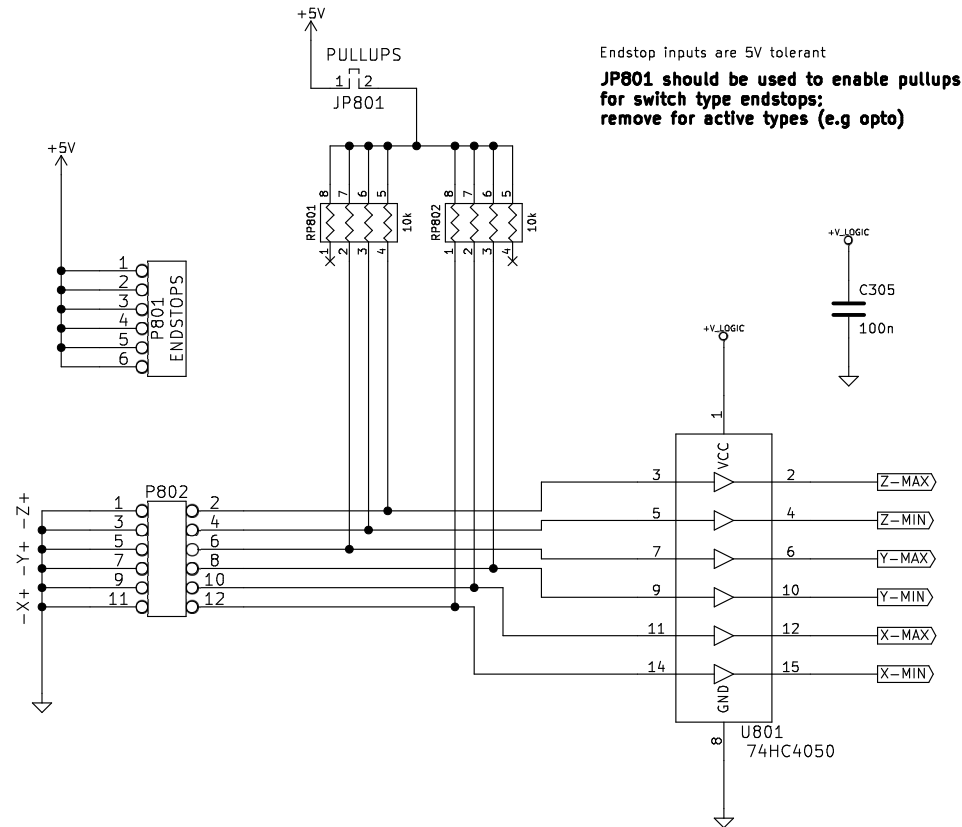 +5V
PULLUPS
1 2
JP801
Endstop inputs are 5V tolerant
JP801 should be used to enable pullups
for switch type endstops;
remove for active types (e.g opto)
+5V
8 7 6 5
RP801
10k
1 2 3 4
8 7 6 5
RP802
10k
1 2 3 4
+V_LOGIC
C305
100n
1
2
3
4
5
6
P801
ENDSTOPS
+V_LOGIC
1
VCC
3 2 Z-MAX
5 4 Z-MIN
7 6 Y-MAX
9 10 Y-MIN
11 12 X-MAX
14 15 X-MIN
GND
8
U801
74HC4050
P802
-Z+
-Y+
-X+
1 2
3 4
5 6
7 8
9 10
11 12